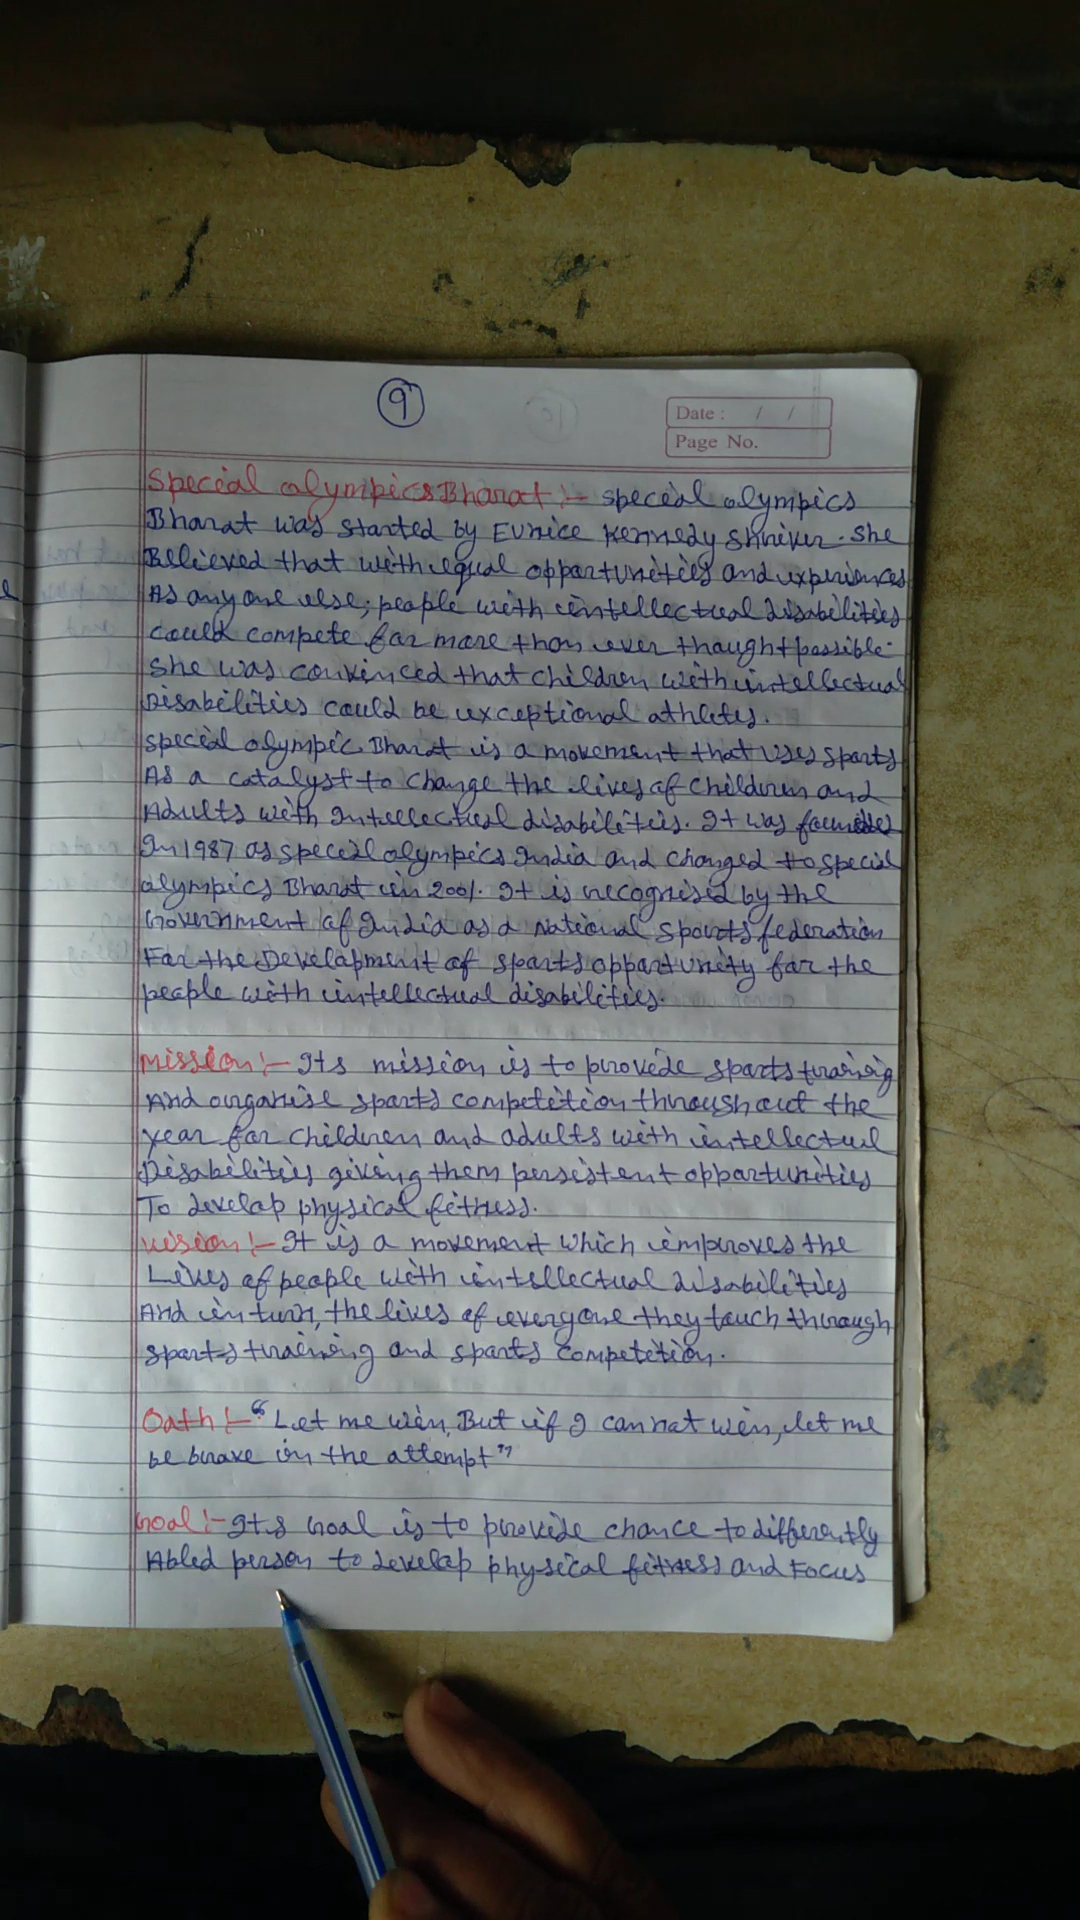 9
Date : / /
Page No.
Special olympics Bharat :- special olympics
Bharat was started by Eunice Kennedy Shriver. She
Believed that with equal opportunities and experiences
As anyone else; people with intellectual disabilities
could compete far more than ever thought possible.
She was convinced that children with intellectual
Disabilities could be exceptional athletes.
Special olympic Bharat is a movement that uses sports
As a catalyst to change the lives of children and
Adults with Intellectual disabilities. It was founded
In 1987 as special olympics India and changed to special
olympics Bharat in 2001. It is recognised by the
Government of India as a National sports federation
For the Development of sports opportunity for the
people with intellectual disabilities.
Mission :- Its mission is to provide sports training
And organise sports competition throughout the
year for children and adults with intellectual
Disabilities giving them persistent opportunities
To develop physical fitness.
Vision :- It is a movement which improves the
Lives of people with intellectual disabilities
And in turn, the lives of everyone they touch through
sports training and sports competition.
Oath :- "Let me win, But if I can not win, let me
be brave in the attempt"
Goal :- Its Goal is to provide chance to differently
Abled person to develop physical fitness and Focus